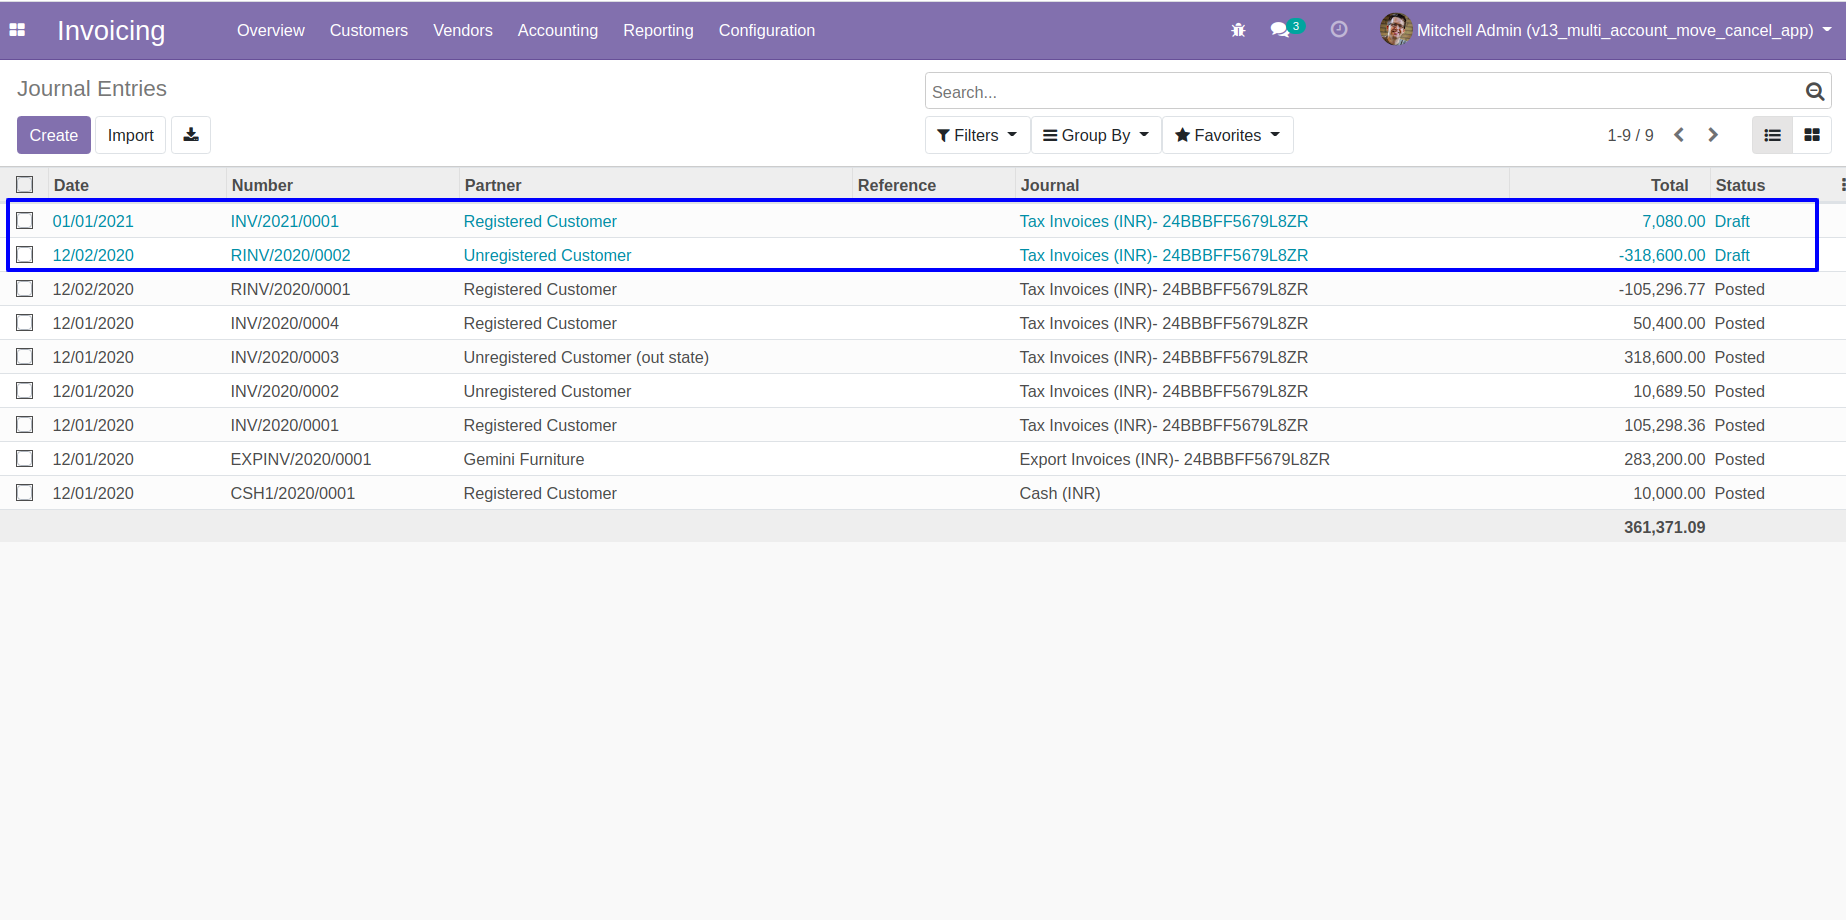 Invoicing Overview Customers Vendors Accounting Reporting Configuration 3 Mitchell Admin (v13_multi_account_move_cancel_app)
Journal Entries
Search...
Create Import Filters Group By Favorites 1-9 / 9
Date Number Partner Reference Journal Total Status
01/01/2021 INV/2021/0001 Registered Customer Tax Invoices (INR)- 24BBBFF5679L8ZR 7,080.00 Draft
12/02/2020 RINV/2020/0002 Unregistered Customer Tax Invoices (INR)- 24BBBFF5679L8ZR -318,600.00 Draft
12/02/2020 RINV/2020/0001 Registered Customer Tax Invoices (INR)- 24BBBFF5679L8ZR -105,296.77 Posted
12/01/2020 INV/2020/0004 Registered Customer Tax Invoices (INR)- 24BBBFF5679L8ZR 50,400.00 Posted
12/01/2020 INV/2020/0003 Unregistered Customer (out state) Tax Invoices (INR)- 24BBBFF5679L8ZR 318,600.00 Posted
12/01/2020 INV/2020/0002 Unregistered Customer Tax Invoices (INR)- 24BBBFF5679L8ZR 10,689.50 Posted
12/01/2020 INV/2020/0001 Registered Customer Tax Invoices (INR)- 24BBBFF5679L8ZR 105,298.36 Posted
12/01/2020 EXPINV/2020/0001 Gemini Furniture Export Invoices (INR)- 24BBBFF5679L8ZR 283,200.00 Posted
12/01/2020 CSH1/2020/0001 Registered Customer Cash (INR) 10,000.00 Posted
361,371.09